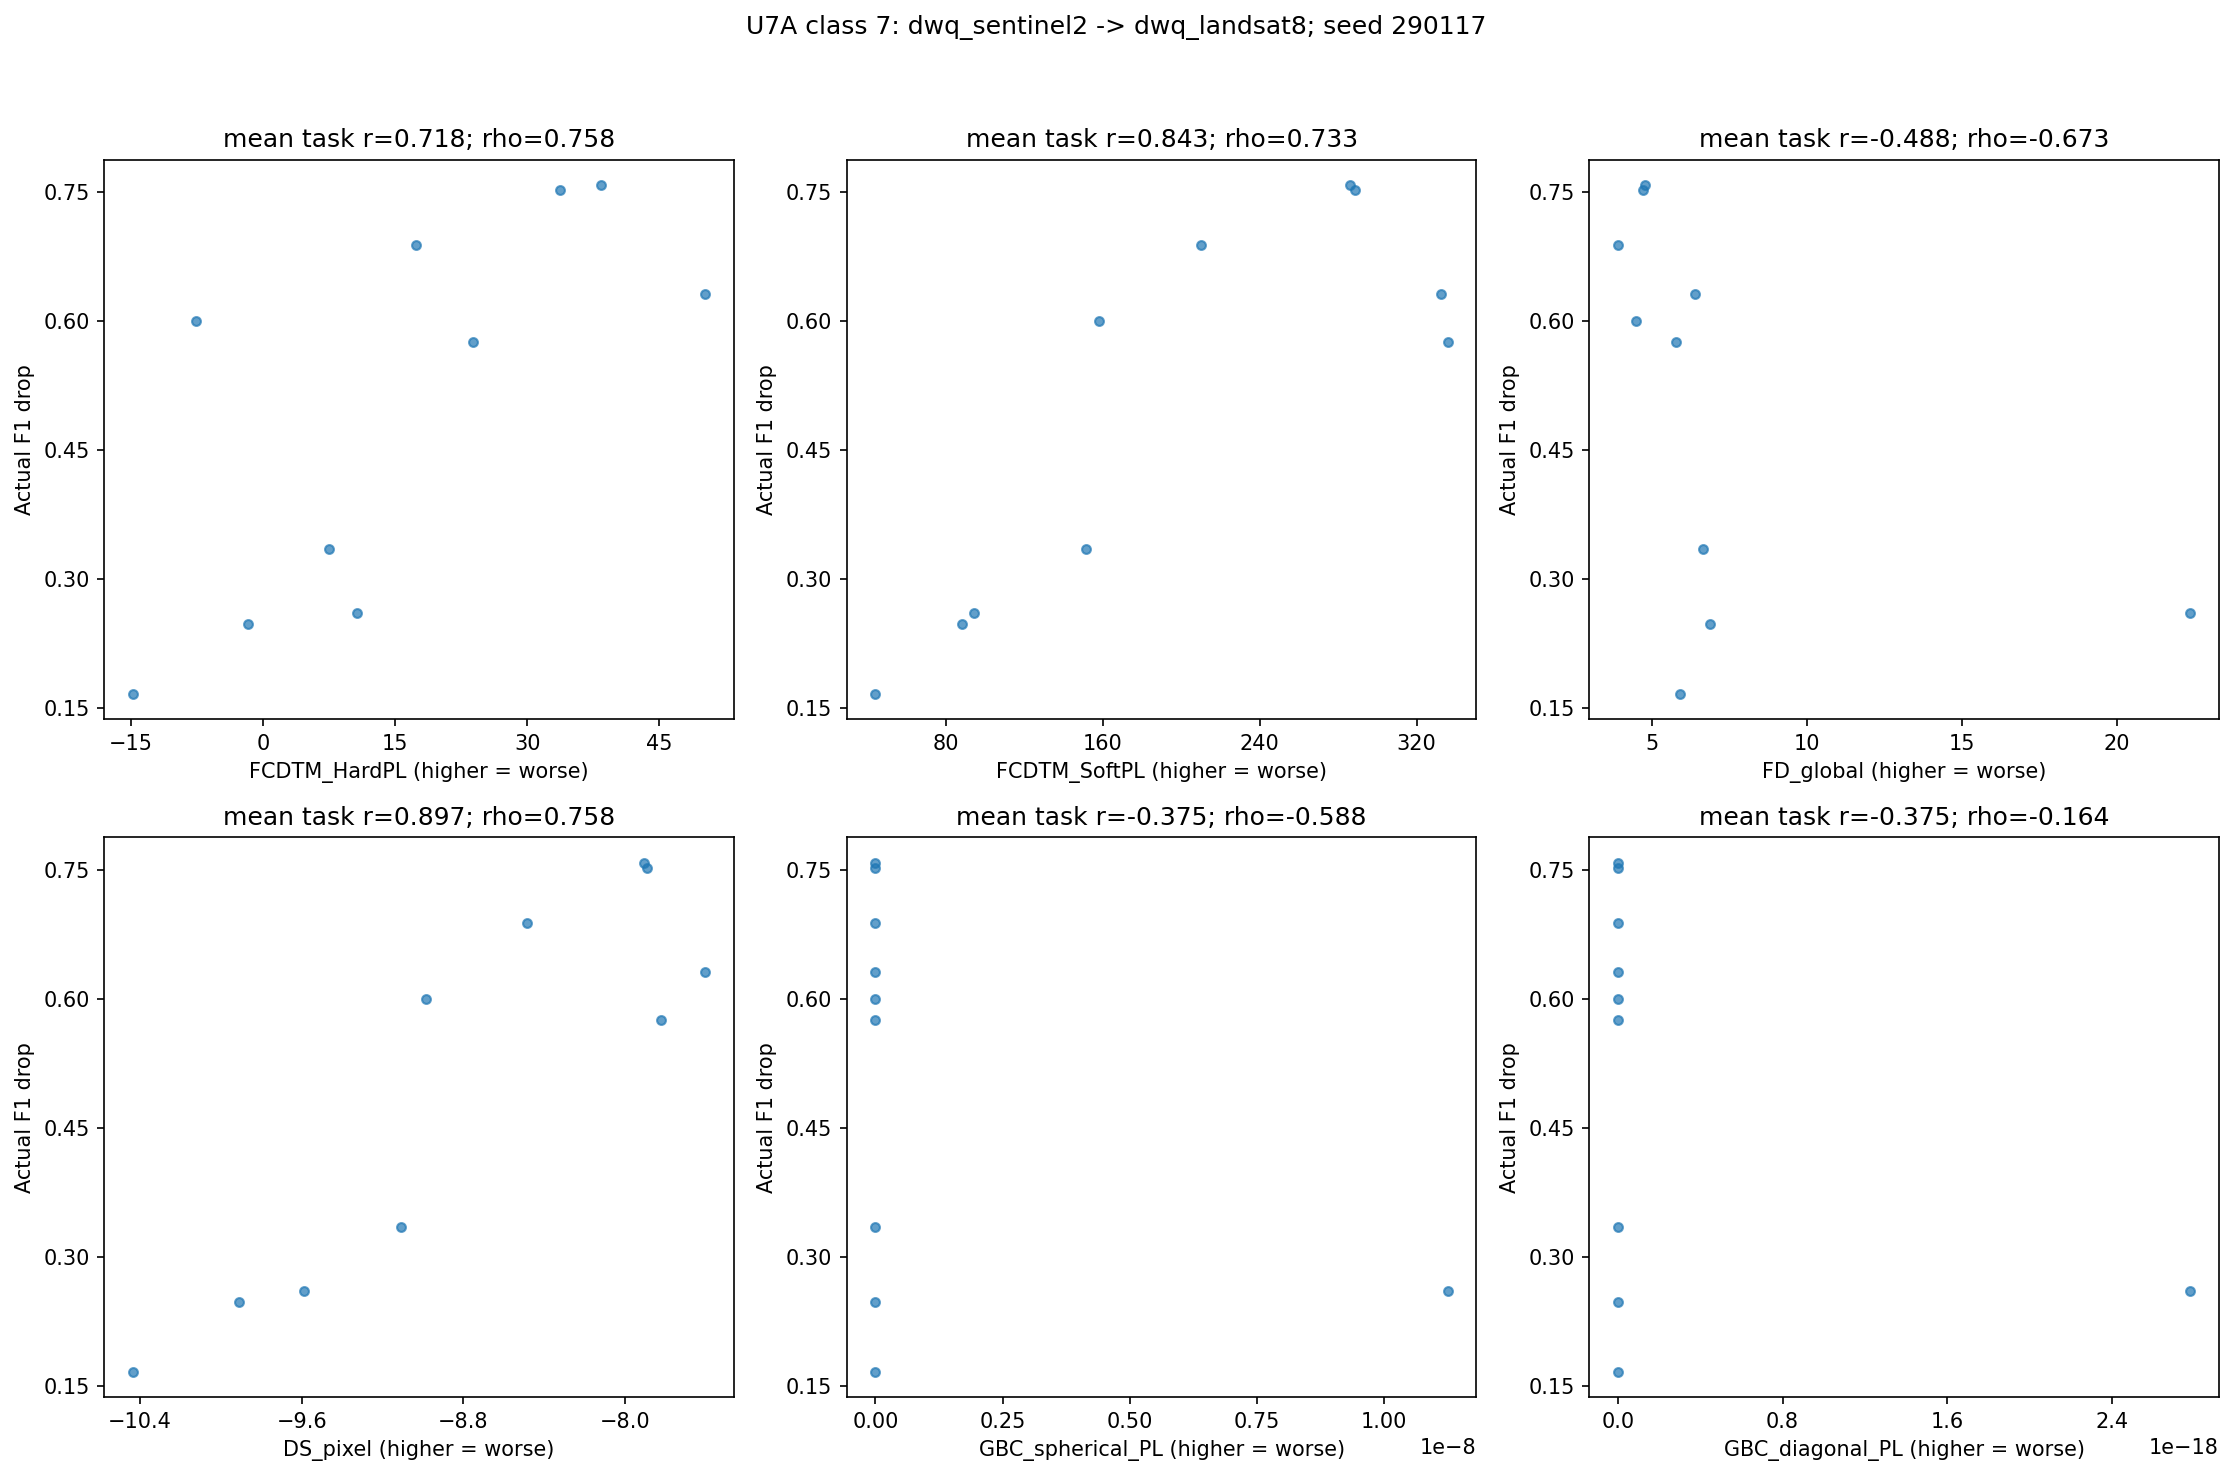 U7A class 7: dwq_sentinel2 -> dwq_landsat8; seed 290117
mean task r=0.718; rho=0.758
0.75
0.60
0.45
0.30
0.15
Actual F1 drop
−15 0 15 30 45
FCDTM_HardPL (higher = worse)
mean task r=0.843; rho=0.733
0.75
0.60
0.45
0.30
0.15
Actual F1 drop
80 160 240 320
FCDTM_SoftPL (higher = worse)
mean task r=-0.488; rho=-0.673
0.75
0.60
0.45
0.30
0.15
Actual F1 drop
5 10 15 20
FD_global (higher = worse)
mean task r=0.897; rho=0.758
0.75
0.60
0.45
0.30
0.15
Actual F1 drop
−10.4 −9.6 −8.8 −8.0
DS_pixel (higher = worse)
mean task r=-0.375; rho=-0.588
0.75
0.60
0.45
0.30
0.15
Actual F1 drop
0.00 0.25 0.50 0.75 1.00
1e−8
GBC_spherical_PL (higher = worse)
mean task r=-0.375; rho=-0.164
0.75
0.60
0.45
0.30
0.15
Actual F1 drop
0.0 0.8 1.6 2.4
1e−18
GBC_diagonal_PL (higher = worse)